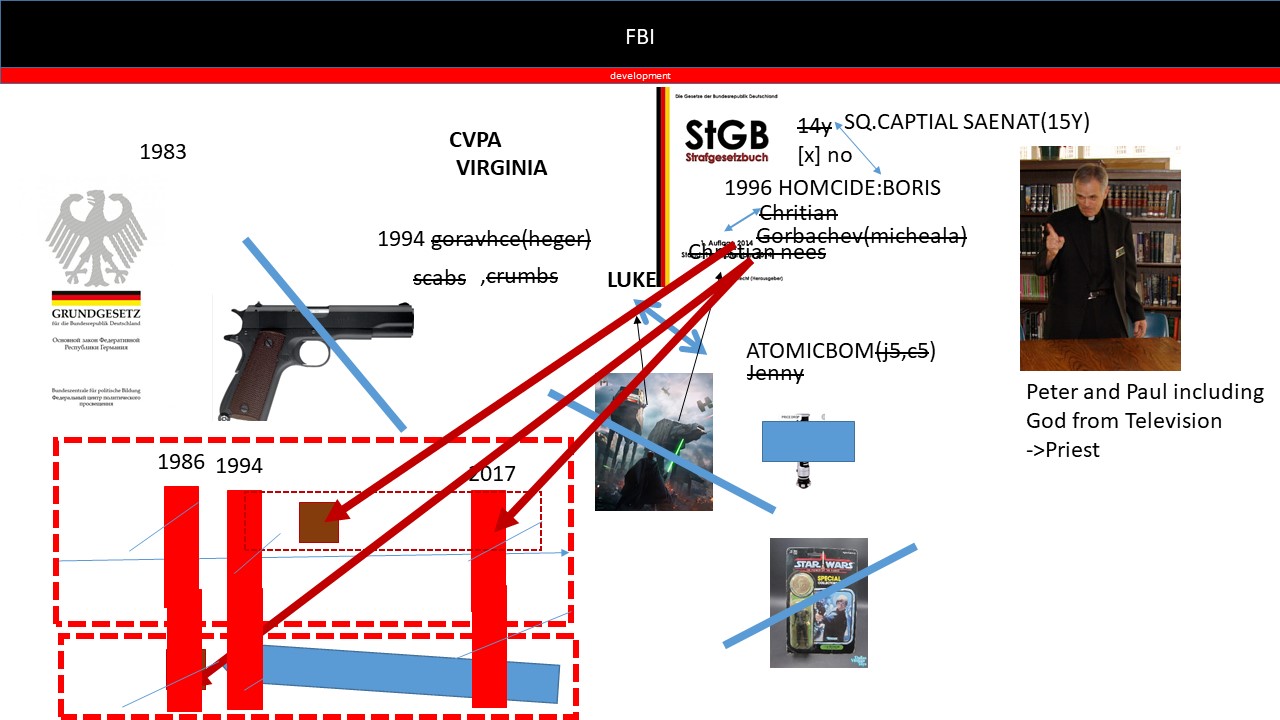 FBI
development
1983
CVPA
VIRGINIA
Die Gesetze der Bundesrepublik Deutschland
StGB
Strafgesetzbuch
14y
SQ.CAPTIAL SAENAT(15Y)
[x] no
1996 HOMCIDE:BORIS
Chritian
Gorbachev(micheala)
1. Auflage 2014
Christian nees
(Herausgeber)
1994 goravhce(heger)
scabs ,crumbs
LUKE
GRUNDGESETZ
für die Bundesrepublik Deutschland
Основной закон Федеративной
Республики Германия
Bundeszentrale für politische Bildung
Федеральный центр политического
просвещения
ATOMICBOM(j5,c5)
Jenny
Peter and Paul including
God from Television
->Priest
1986
1994
2017
STAR WARS
SPECIAL